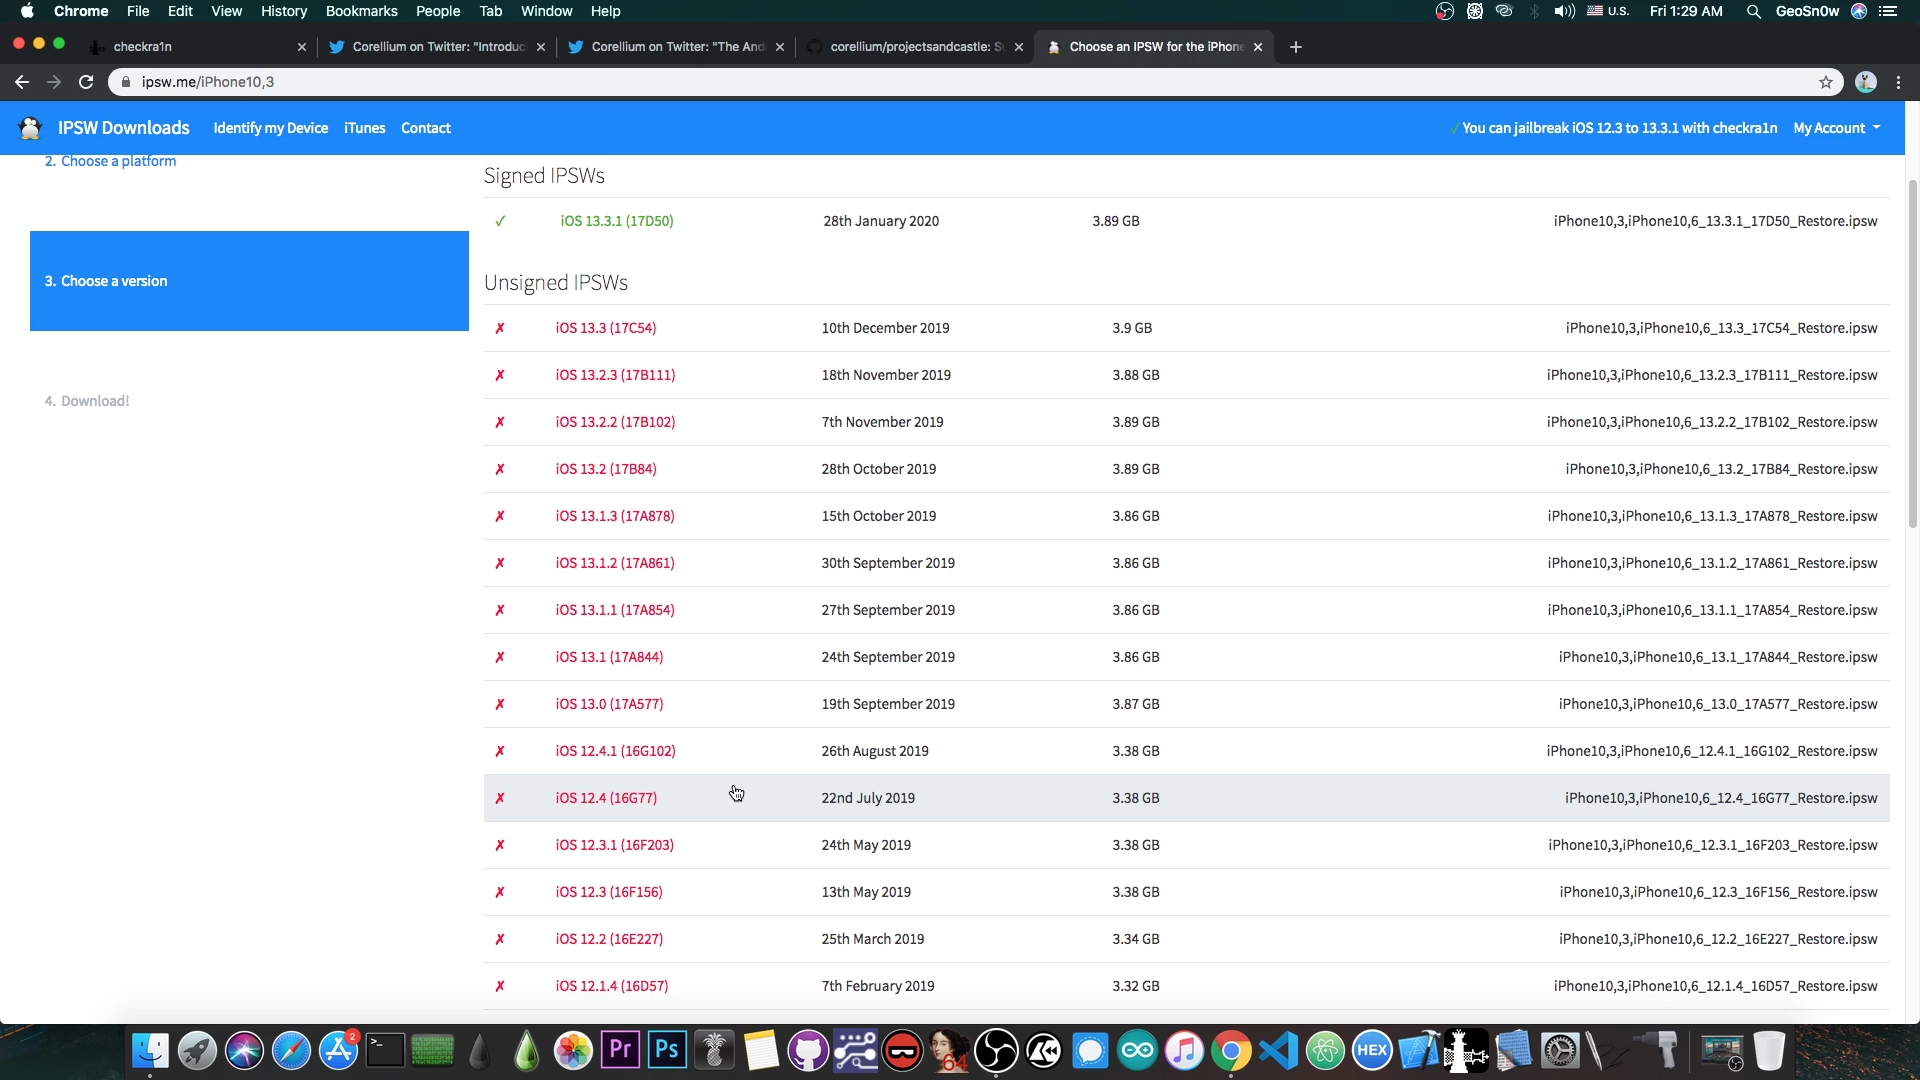 Chrome File Edit View History Bookmarks People Tab Window Help U.S. Fri 1:29 AM GeoSn0w
checkra1n
Corellium on Twitter: "Introduc
Corellium on Twitter: "The And
corellium/projectsandcastle: Su
Choose an IPSW for the iPhone
ipsw.me/iPhone10,3
IPSW Downloads Identify my Device iTunes Contact ✓You can jailbreak iOS 12.3 to 13.3.1 with checkra1n My Account
2. Choose a platform
3. Choose a version
4. Download!
Signed IPSWs
✓ iOS 13.3.1 (17D50) 28th January 2020 3.89 GB iPhone10,3,iPhone10,6_13.3.1_17D50_Restore.ipsw
Unsigned IPSWs
✗ iOS 13.3 (17C54) 10th December 2019 3.9 GB iPhone10,3,iPhone10,6_13.3_17C54_Restore.ipsw
✗ iOS 13.2.3 (17B111) 18th November 2019 3.88 GB iPhone10,3,iPhone10,6_13.2.3_17B111_Restore.ipsw
✗ iOS 13.2.2 (17B102) 7th November 2019 3.89 GB iPhone10,3,iPhone10,6_13.2.2_17B102_Restore.ipsw
✗ iOS 13.2 (17B84) 28th October 2019 3.89 GB iPhone10,3,iPhone10,6_13.2_17B84_Restore.ipsw
✗ iOS 13.1.3 (17A878) 15th October 2019 3.86 GB iPhone10,3,iPhone10,6_13.1.3_17A878_Restore.ipsw
✗ iOS 13.1.2 (17A861) 30th September 2019 3.86 GB iPhone10,3,iPhone10,6_13.1.2_17A861_Restore.ipsw
✗ iOS 13.1.1 (17A854) 27th September 2019 3.86 GB iPhone10,3,iPhone10,6_13.1.1_17A854_Restore.ipsw
✗ iOS 13.1 (17A844) 24th September 2019 3.86 GB iPhone10,3,iPhone10,6_13.1_17A844_Restore.ipsw
✗ iOS 13.0 (17A577) 19th September 2019 3.87 GB iPhone10,3,iPhone10,6_13.0_17A577_Restore.ipsw
✗ iOS 12.4.1 (16G102) 26th August 2019 3.38 GB iPhone10,3,iPhone10,6_12.4.1_16G102_Restore.ipsw
✗ iOS 12.4 (16G77) 22nd July 2019 3.38 GB iPhone10,3,iPhone10,6_12.4_16G77_Restore.ipsw
✗ iOS 12.3.1 (16F203) 24th May 2019 3.38 GB iPhone10,3,iPhone10,6_12.3.1_16F203_Restore.ipsw
✗ iOS 12.3 (16F156) 13th May 2019 3.38 GB iPhone10,3,iPhone10,6_12.3_16F156_Restore.ipsw
✗ iOS 12.2 (16E227) 25th March 2019 3.34 GB iPhone10,3,iPhone10,6_12.2_16E227_Restore.ipsw
✗ iOS 12.1.4 (16D57) 7th February 2019 3.32 GB iPhone10,3,iPhone10,6_12.1.4_16D57_Restore.ipsw
2 >_ Pr Ps 64 HEX